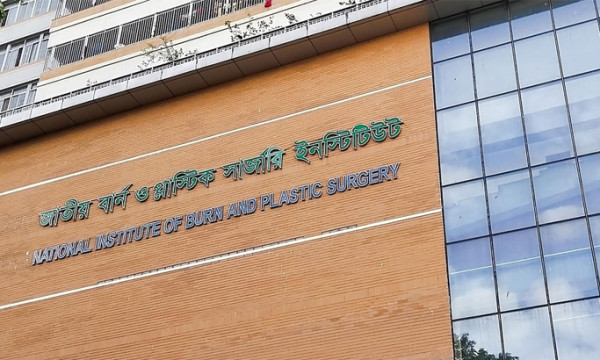 জাতীয় বার্ন ও প্লাস্টিক সার্জারি ইনস্টিটিউট
NATIONAL INSTITUTE OF BURN AND PLASTIC SURGERY